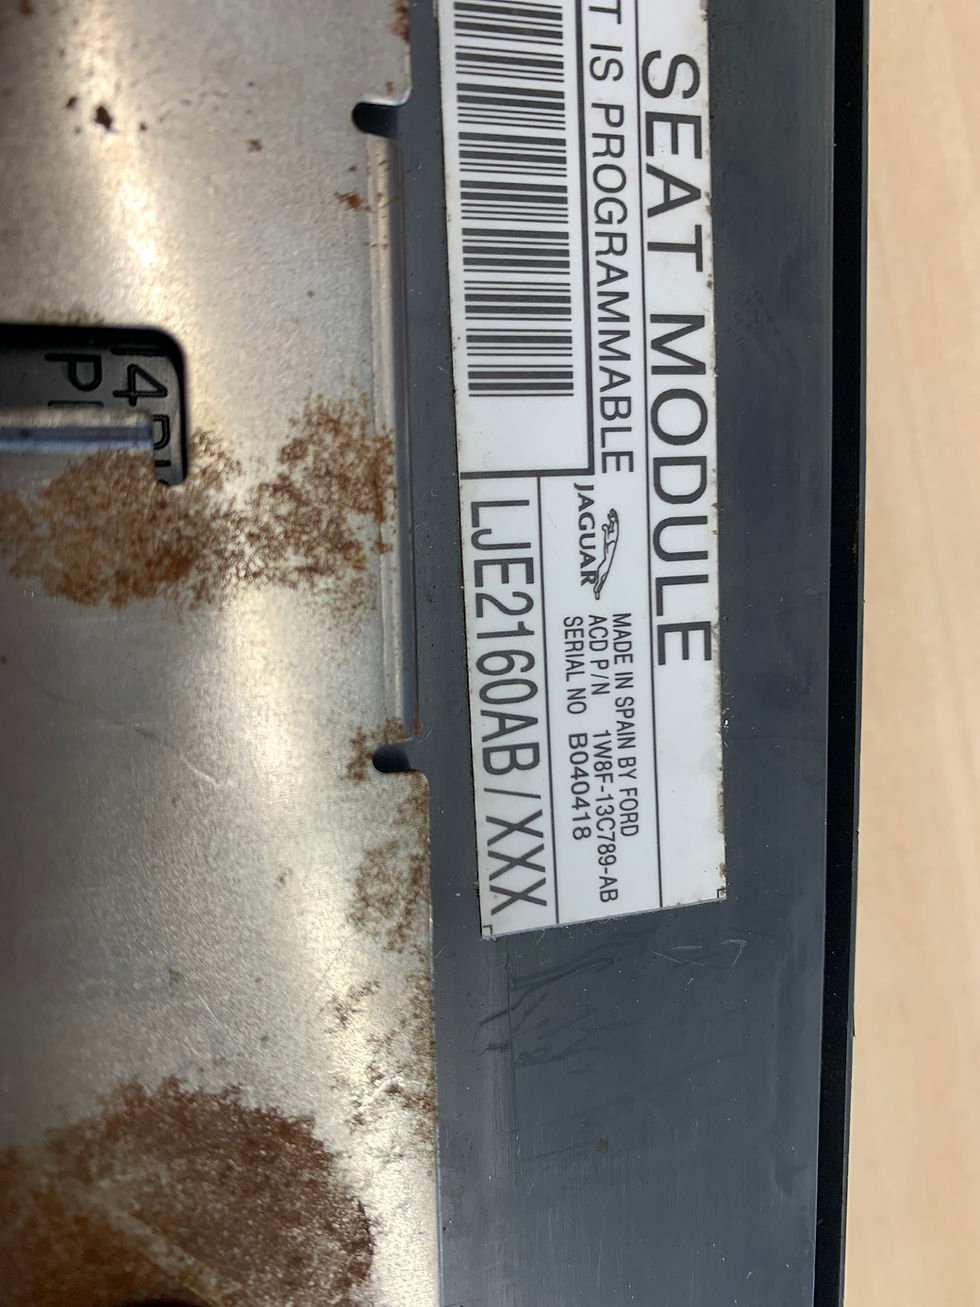 SEAT MODULE
T IS PROGRAMMABLE
JAGUAR
MADE IN SPAIN BY FORD
ACD P/N 1W8F-13C789-AB
SERIAL NO B040418
LJE2160AB/XXX